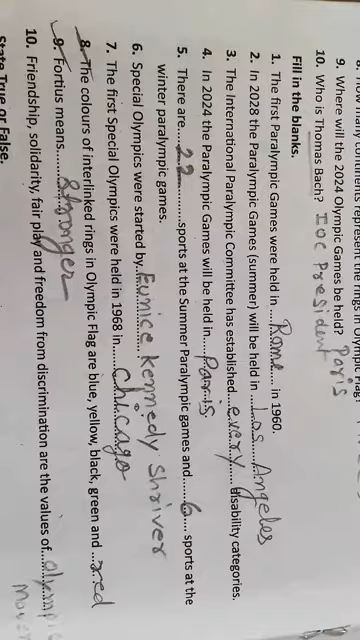 9. Where will the 2024 Olympic Games be held? Paris
10. Who is Thomas Bach? IOC President
Fill in the blanks.
1. The first Paralympic Games were held in ....Rome.... in 1960.
2. In 2028 the Paralympic Games (summer) will be held in ....Los Angeles
3. The International Paralympic Committee has established...every.... disability categories.
4. In 2024 the Paralympic Games will be held in....Paris.
5. There are....22.........sports at the Summer Paralympic games and.......6.... sports at the
winter paralympic games.
6. Special Olympics were started by..Eunice Kennedy Shriver
7. The first Special Olympics were held in 1968 in....Chicago
8. The colours of interlinked rings in Olympic Flag are blue, yellow, black, green and ...red
9. Fortius means......Stronger
10. Friendship, solidarity, fair play and freedom from discrimination are the values of....Olympic
State True or False.